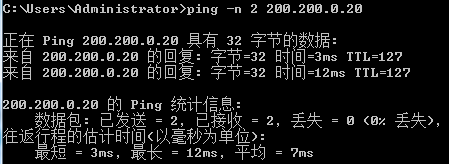 C:\Users\Administrator>ping -n 2 200.200.0.20
正在 Ping 200.200.0.20 具有 32 字节的数据:
来自 200.200.0.20 的回复: 字节=32 时间=3ms TTL=127
来自 200.200.0.20 的回复: 字节=32 时间=12ms TTL=127
200.200.0.20 的 Ping 统计信息:
数据包: 已发送 = 2, 已接收 = 2, 丢失 = 0 (0% 丢失),
往返行程的估计时间(以毫秒为单位):
最短 = 3ms, 最长 = 12ms, 平均 = 7ms